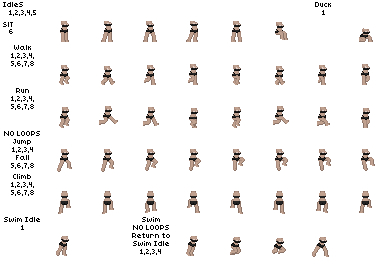 IdleS
1,2,3,4,5
Duck
1
SIT
6
Walk
1,2,3,4,
5,6,7,8
Run
1,2,3,4,
5,6,7,8
NO LOOPS
Jump
1,2,3,4
Fall
5,6,7,8
Climb
1,2,3,4,
5,6,7,8
Swim Idle
1
Swim
NO LOOPS
Return to
Swim Idle
1,2,3,4